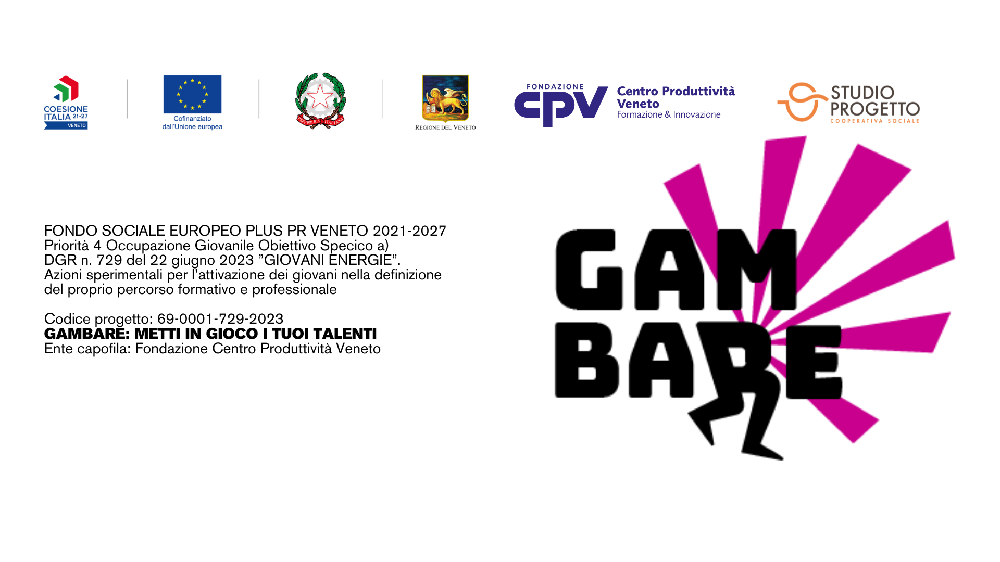 COESIONE
ITALIA 21-27
VENETO
Cofinanziato
dall'Unione europea
REPVBBLICA ITALIANA
REGIONE DEL VENETO
FONDAZIONE
CPV
Centro Produttività
Veneto
Formazione & Innovazione
STUDIO
PROGETTO
COOPERATIVA SOCIALE
FONDO SOCIALE EUROPEO PLUS PR VENETO 2021-2027
Priorità 4 Occupazione Giovanile Obiettivo Specico a)
DGR n. 729 del 22 giugno 2023 ”GIOVANI ENERGIE”.
Azioni sperimentali per l’attivazione dei giovani nella definizione
del proprio percorso formativo e professionale
Codice progetto: 69-0001-729-2023
GAMBARE: METTI IN GIOCO I TUOI TALENTI
Ente capofila: Fondazione Centro Produttività Veneto
GAM
BARE